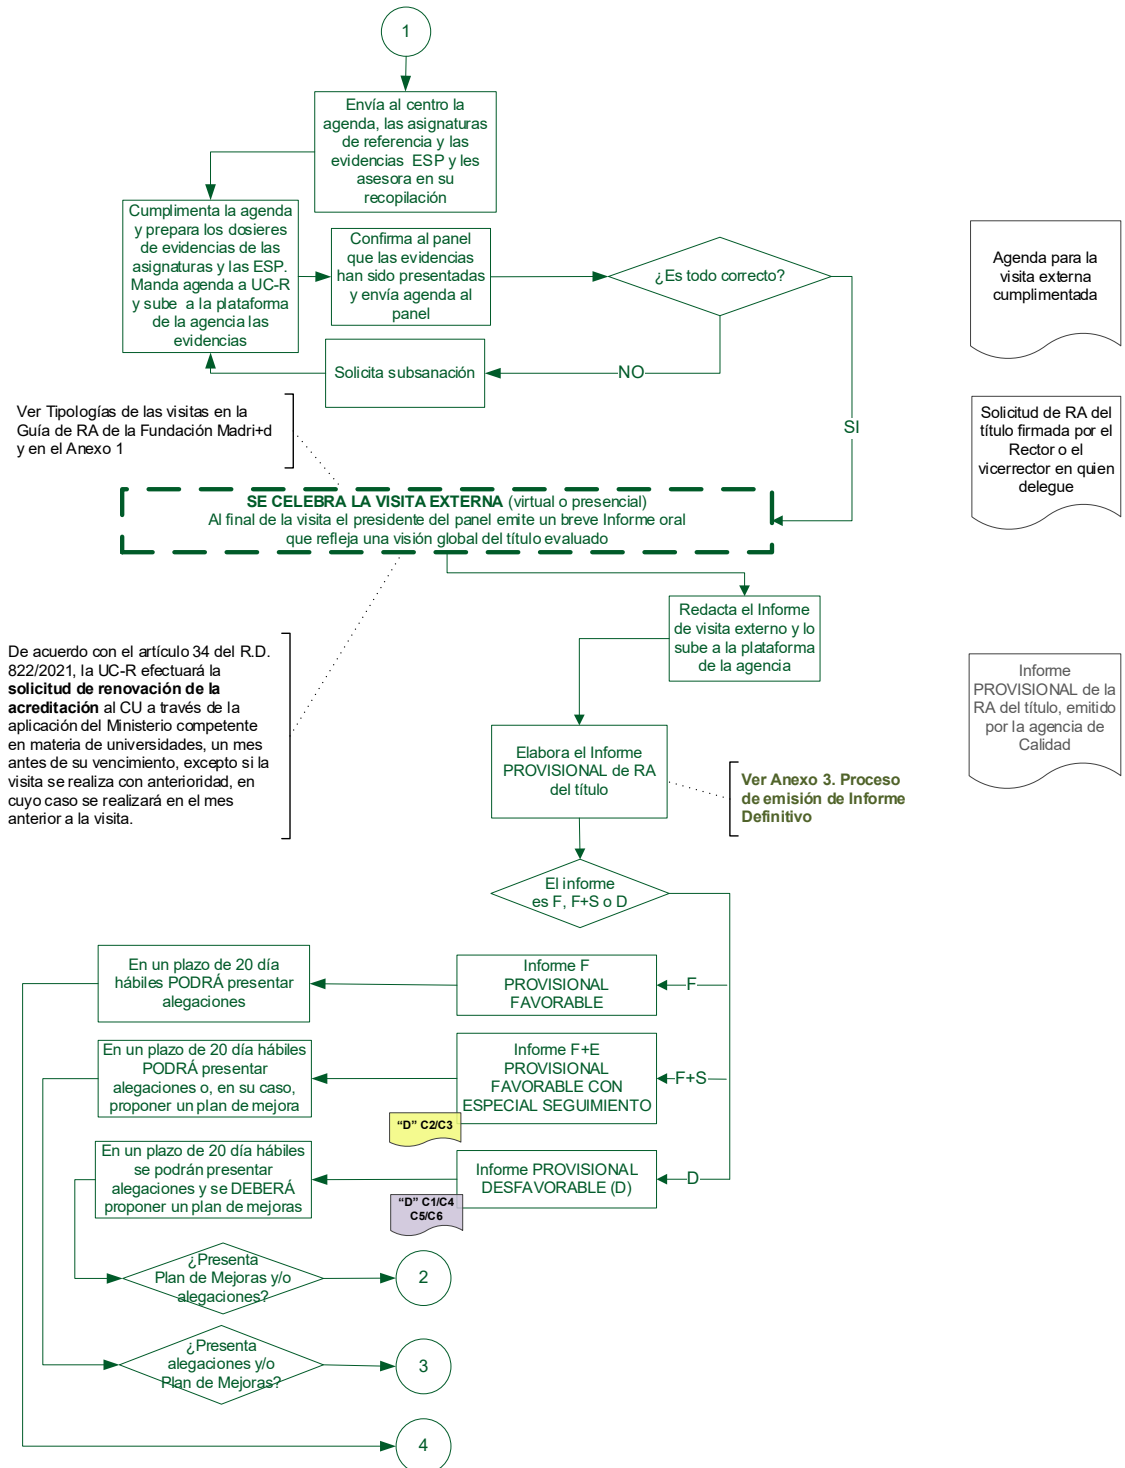 1
Envía al centro la
agenda, las asignaturas
de referencia y las
evidencias ESP y les
asesora en su
recopilación
Cumplimenta la agenda
y prepara los dosieres
de evidencias de las
asignaturas y las ESP.
Manda agenda a UC-R
y sube a la plataforma
de la agencia las
evidencias
Confirma al panel
que las evidencias
han sido presentadas
y envía agenda al
panel
¿Es todo correcto?
Agenda para la
visita externa
cumplimentada
Solicita subsanación
NO
SI
Ver Tipologías de las visitas en la
Guía de RA de la Fundación Madri+d
y en el Anexo 1
Solicitud de RA del
título firmada por el
Rector o el
vicerrector en quien
delegue
SE CELEBRA LA VISITA EXTERNA (virtual o presencial)
Al final de la visita el presidente del panel emite un breve Informe oral
que refleja una visión global del título evaluado
Redacta el Informe
de visita externo y lo
sube a la plataforma
de la agencia
De acuerdo con el artículo 34 del R.D.
822/2021, la UC-R efectuará la
solicitud de renovación de la
acreditación al CU a través de la
aplicación del Ministerio competente
en materia de universidades, un mes
antes de su vencimiento, excepto si la
visita se realiza con anterioridad, en
cuyo caso se realizará en el mes
anterior a la visita.
Informe
PROVISIONAL de la
RA del título, emitido
por la agencia de
Calidad
Elabora el Informe
PROVISIONAL de RA
del título
Ver Anexo 3. Proceso
de emisión de Informe
Definitivo
El informe
es F, F+S o D
En un plazo de 20 día
hábiles PODRÁ presentar
alegaciones
Informe F
PROVISIONAL
FAVORABLE
F
En un plazo de 20 día hábiles
PODRÁ presentar
alegaciones o, en su caso,
proponer un plan de mejora
Informe F+E
PROVISIONAL
FAVORABLE CON
ESPECIAL SEGUIMIENTO
F+S
"D" C2/C3
En un plazo de 20 día hábiles
se podrán presentar
alegaciones y se DEBERÁ
proponer un plan de mejoras
Informe PROVISIONAL
DESFAVORABLE (D)
D
"D" C1/C4
C5/C6
¿Presenta
Plan de Mejoras y/o
alegaciones?
2
¿Presenta
alegaciones y/o
Plan de Mejoras?
3
4